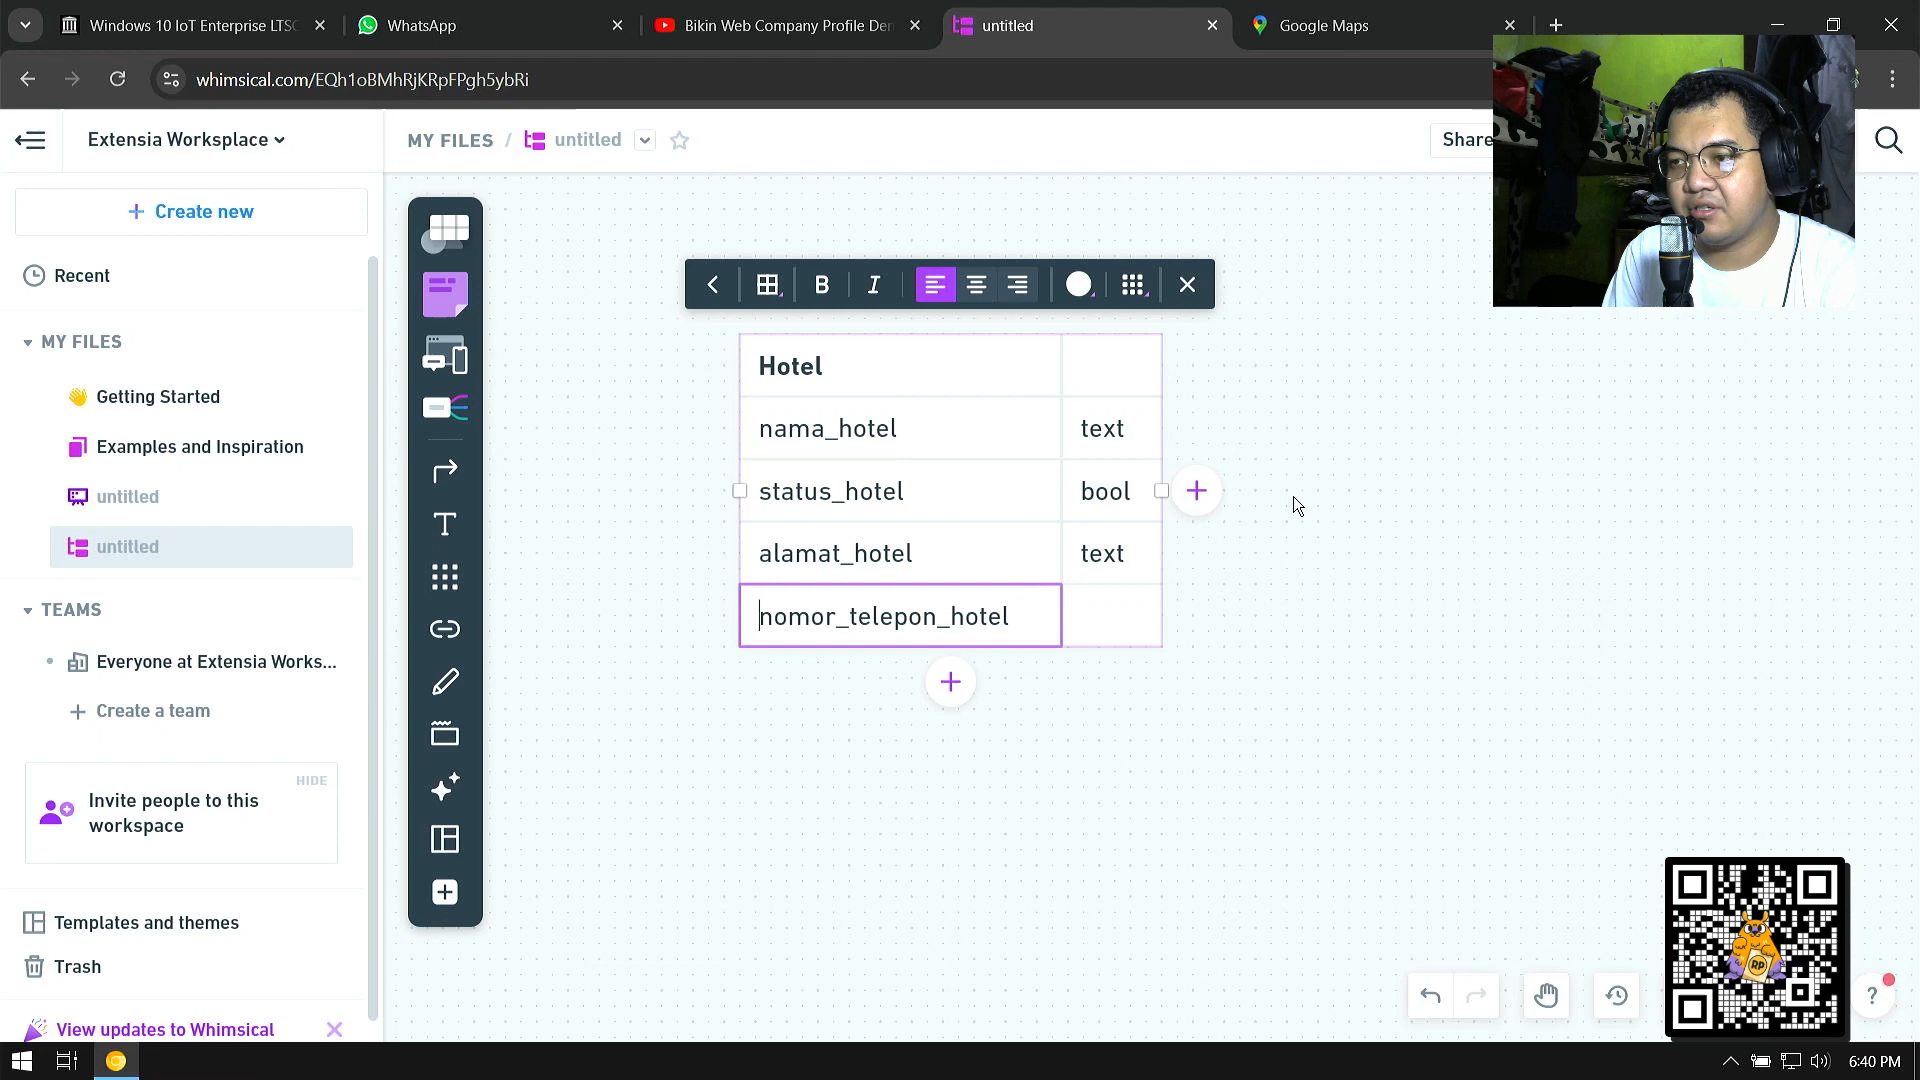 Windows 10 IoT Enterprise LTSC
WhatsApp
Bikin Web Company Profile Den
untitled
Google Maps
whimsical.com/EQh1oBMhRjKRpFPgh5ybRi
Extensia Worksplace
MY FILES / untitled
Share
Create new
Recent
MY FILES
Getting Started
Examples and Inspiration
untitled
untitled
TEAMS
Everyone at Extensia Works...
Create a team
HIDE
Invite people to this
workspace
Templates and themes
Trash
View updates to Whimsical
B I
Hotel
nama_hotel text
status_hotel bool
alamat_hotel text
nomor_telepon_hotel
T
RP
?
6:40 PM